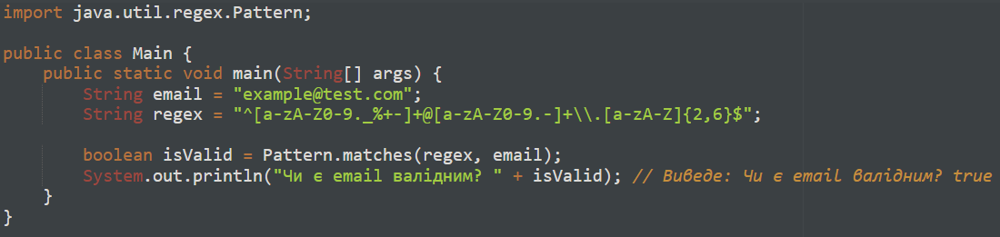 import java.util.regex.Pattern;
public class Main {
public static void main(String[] args) {
String email = "example@test.com";
String regex = "^[a-zA-Z0-9._%+-]+@[a-zA-Z0-9.-]+\\.[a-zA-Z]{2,6}$";
boolean isValid = Pattern.matches(regex, email);
System.out.println("Чи є email валідним? " + isValid); // Виведе: Чи є email валідним? true
}
}